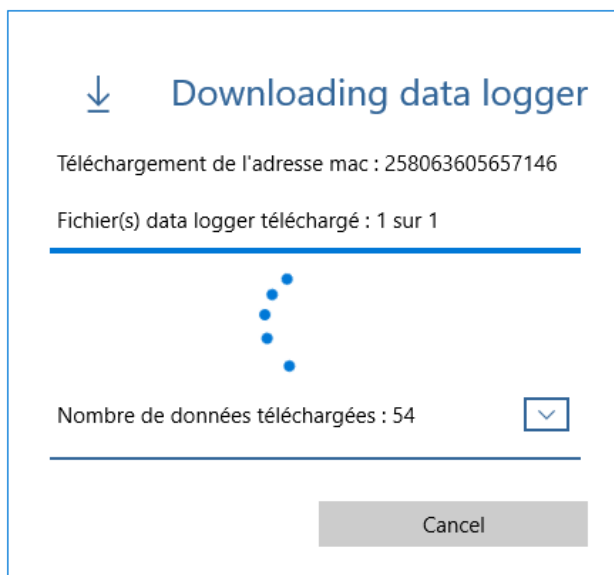 Downloading data logger
Téléchargement de l'adresse mac : 258063605657146
Fichier(s) data logger téléchargé : 1 sur 1
Nombre de données téléchargées : 54
Cancel